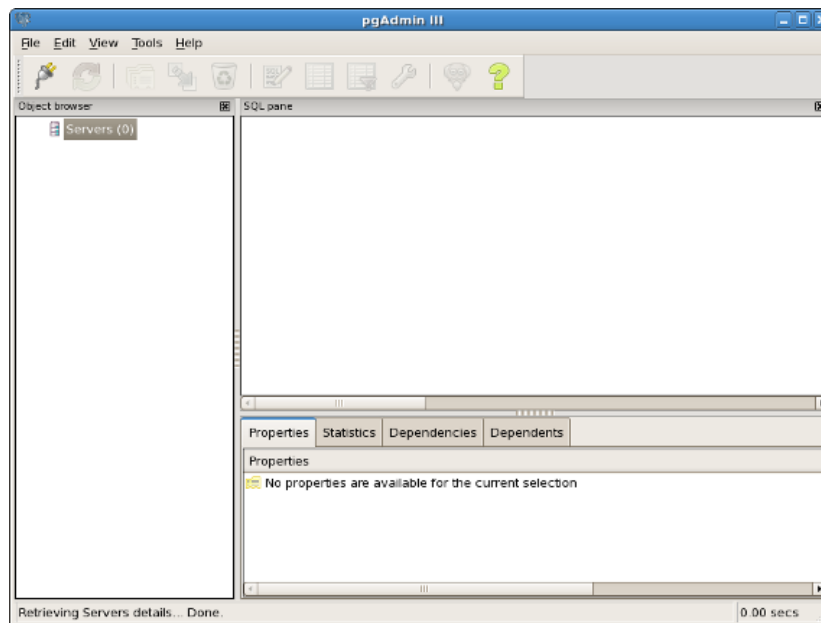 pgAdmin III
File Edit View Tools Help
Object browser
SQL pane
Servers (0)
Properties Statistics Dependencies Dependents
Properties
No properties are available for the current selection
Retrieving Servers details... Done.
0.00 secs